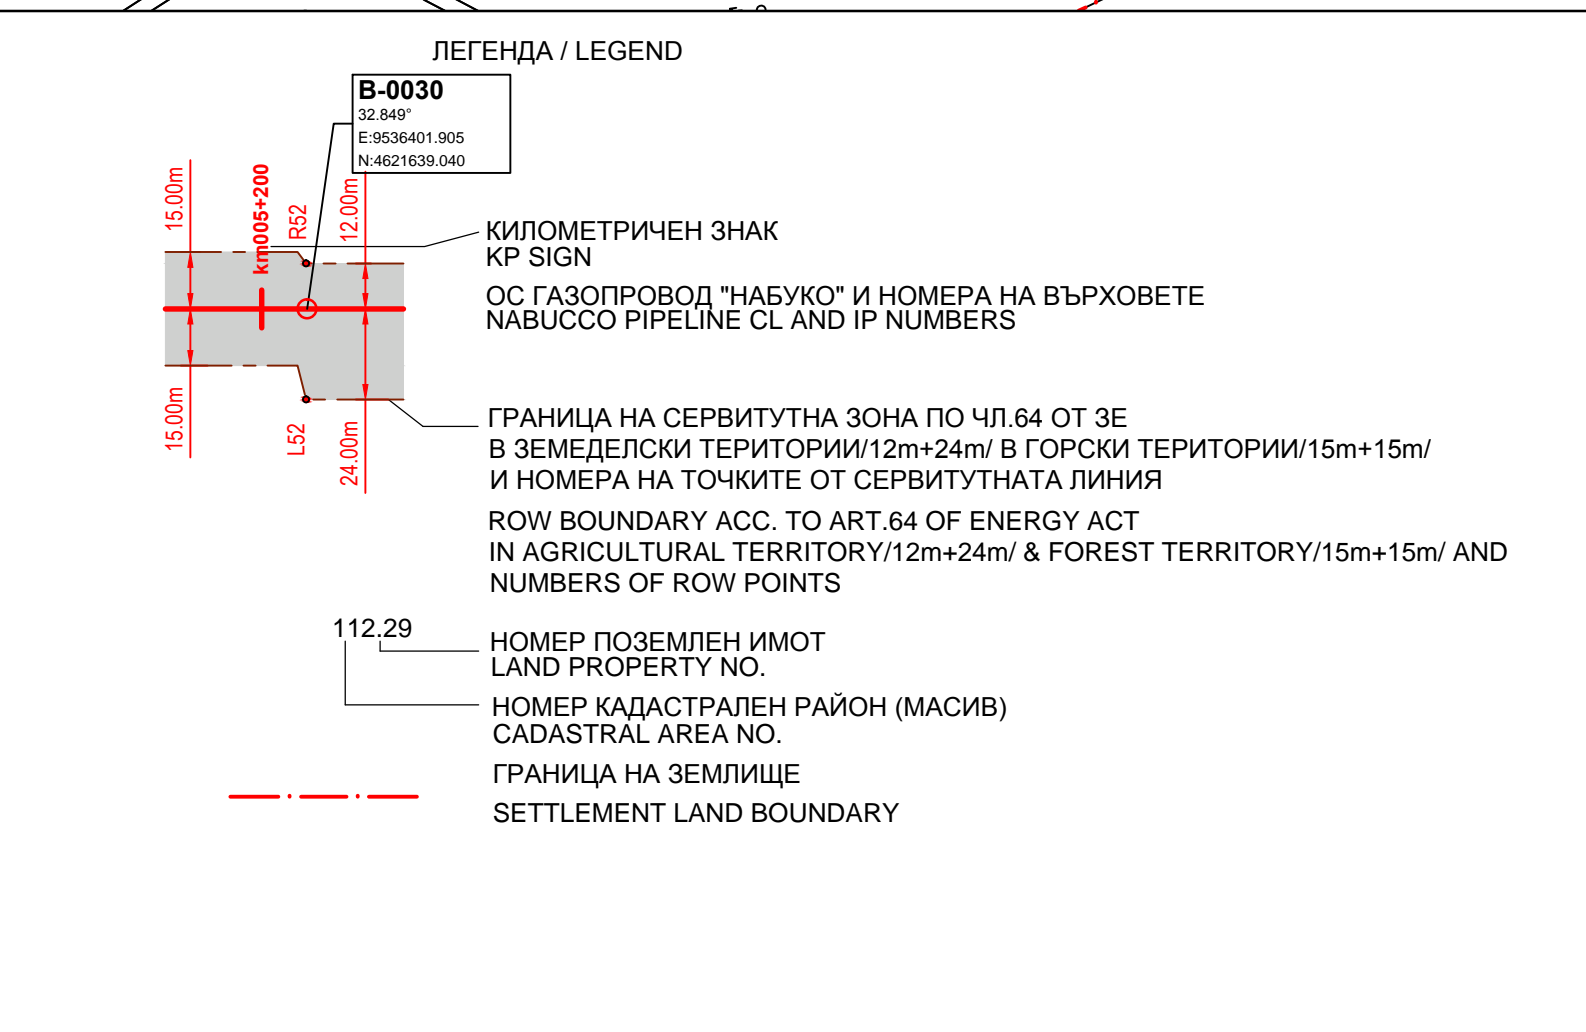 ЛЕГЕНДА / LEGEND
B-0030
32.849°
E:9536401.905
N:4621639.040
15.00m
km005+200
R52
12.00m
КИЛОМЕТРИЧЕН ЗНАК
KP SIGN
ОС ГАЗОПРОВОД "НАБУКО" И НОМЕРА НА ВЪРХОВЕТЕ
NABUCCO PIPELINE CL AND IP NUMBERS
15.00m
L52
24.00m
ГРАНИЦА НА СЕРВИТУТНА ЗОНА ПО ЧЛ.64 ОТ ЗЕ
В ЗЕМЕДЕЛСКИ ТЕРИТОРИИ/12m+24m/ В ГОРСКИ ТЕРИТОРИИ/15m+15m/
И НОМЕРА НА ТОЧКИТЕ ОТ СЕРВИТУТНАТА ЛИНИЯ
ROW BOUNDARY ACC. TO ART.64 OF ENERGY ACT
IN AGRICULTURAL TERRITORY/12m+24m/ & FOREST TERRITORY/15m+15m/ AND
NUMBERS OF ROW POINTS
112.29
НОМЕР ПОЗЕМЛЕН ИМОТ
LAND PROPERTY NO.
НОМЕР КАДАСТРАЛЕН РАЙОН (МАСИВ)
CADASTRAL AREA NO.
ГРАНИЦА НА ЗЕМЛИЩЕ
SETTLEMENT LAND BOUNDARY